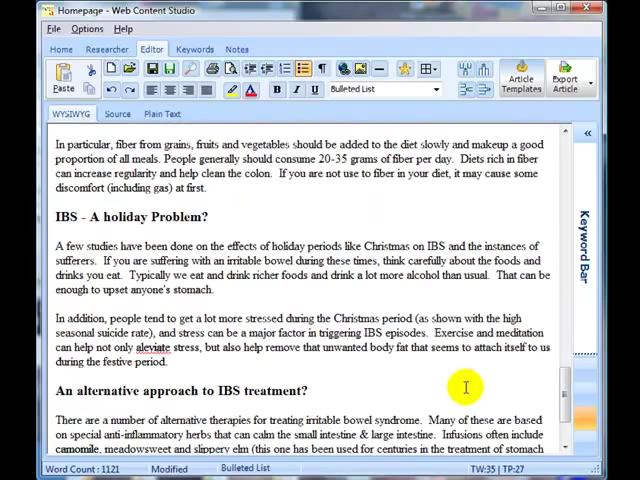 Homepage - Web Content Studio
File Options Help
Home Researcher Editor Keywords Notes
Paste
B I U Bulleted List
Article Templates
Export Article
WYSIWYG Source Plain Text
In particular, fiber from grains, fruits and vegetables should be added to the diet slowly and makeup a good
proportion of all meals. People generally should consume 20-35 grams of fiber per day. Diets rich in fiber
can increase regularity and help clean the colon. If you are not use to fiber in your diet, it may cause some
discomfort (including gas) at first.
IBS - A holiday Problem?
A few studies have been done on the effects of holiday periods like Christmas on IBS and the instances of
sufferers. If you are suffering with an irritable bowel during these times, think carefully about the foods and
drinks you eat. Typically we eat and drink richer foods and drink a lot more alcohol than usual. That can be
enough to upset anyone's stomach.
In addition, people tend to get a lot more stressed during the Christmas period (as shown with the high
seasonal suicide rate), and stress can be a major factor in triggering IBS episodes. Exercise and meditation
can help not only aleviate stress, but also help remove that unwanted body fat that seems to attach itself to us
during the festive period.
An alternative approach to IBS treatment?
There are a number of alternative therapies for treating irritable bowel syndrome. Many of these are based
on special anti-inflammatory herbs that can calm the small intestine & large intestine. Infusions often include
camomile, meadowsweet and slippery elm (this one has been used for centuries in the treatment of stomach
Keyword Bar
Word Count: 1121 Modified Bulleted List TW:35 | TP:27